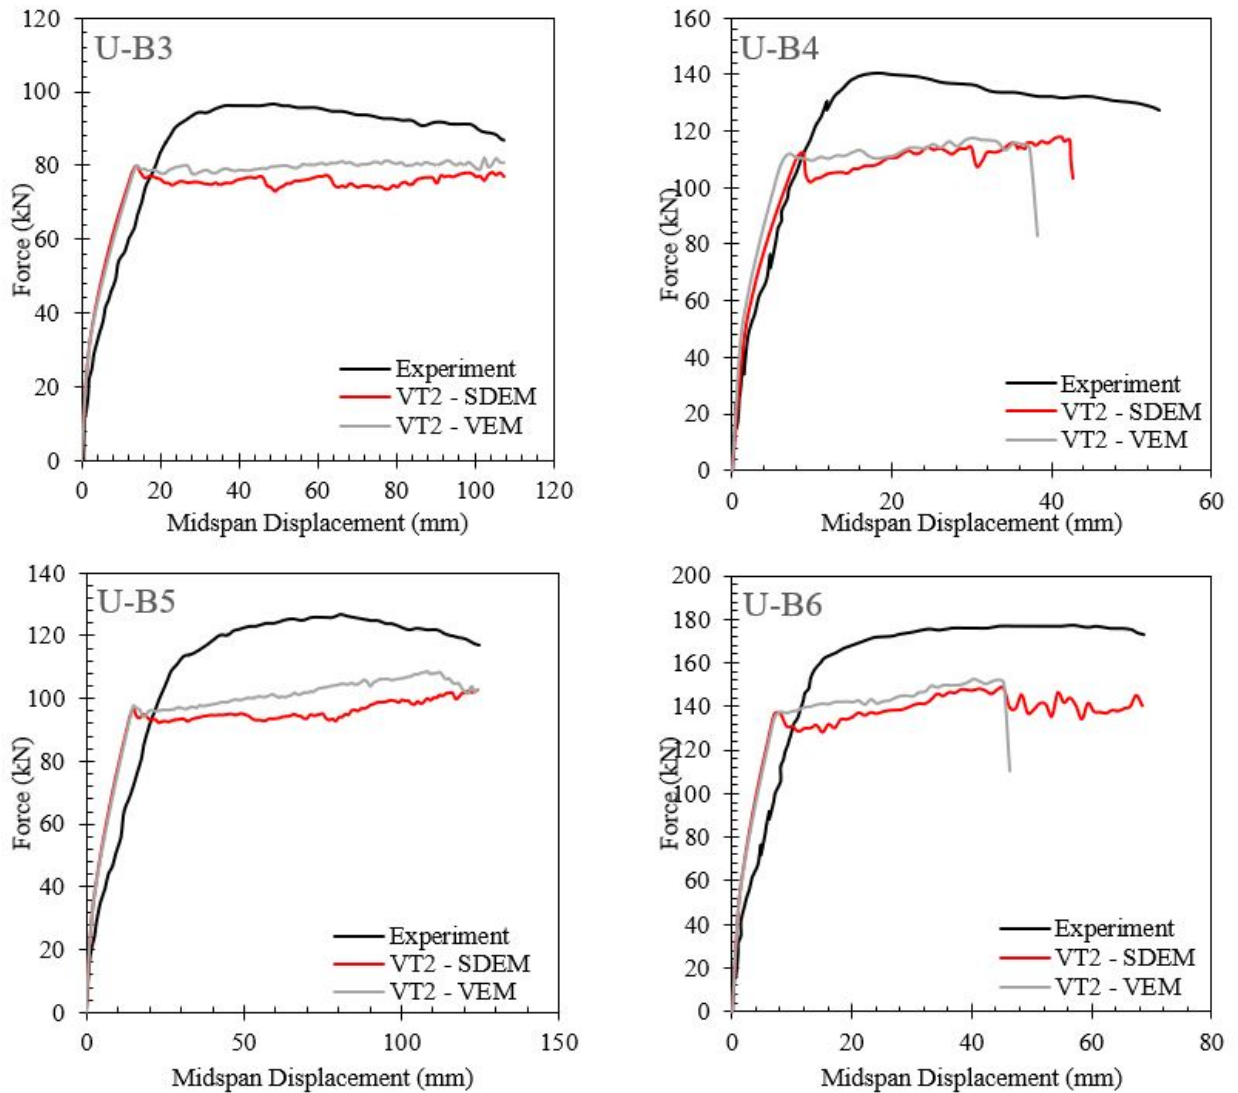 U-B3
120
100
80
60
40
20
0
Force (kN)
0 20 40 60 80 100 120
Midspan Displacement (mm)
Experiment
VT2 - SDEM
VT2 - VEM
U-B4
160
140
120
100
80
60
40
20
0
Force (kN)
0 20 40 60
Midspan Displacement (mm)
Experiment
VT2 - SDEM
VT2 - VEM
U-B5
140
120
100
80
60
40
20
0
Force (kN)
0 50 100 150
Midspan Displacement (mm)
Experiment
VT2 - SDEM
VT2 - VEM
U-B6
200
180
160
140
120
100
80
60
40
20
0
Force (kN)
0 20 40 60 80
Midspan Displacement (mm)
Experiment
VT2 - SDEM
VT2 - VEM